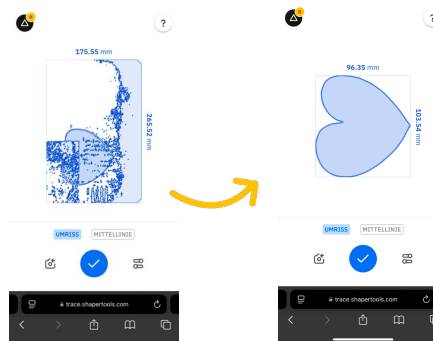 ?
175.55 mm
265.52 mm
UMRISS
MITTELLINIE
trace.shapertools.com
?
96.35 mm
103.54 mm
UMRISS
MITTELLINIE
trace.shapertools.com